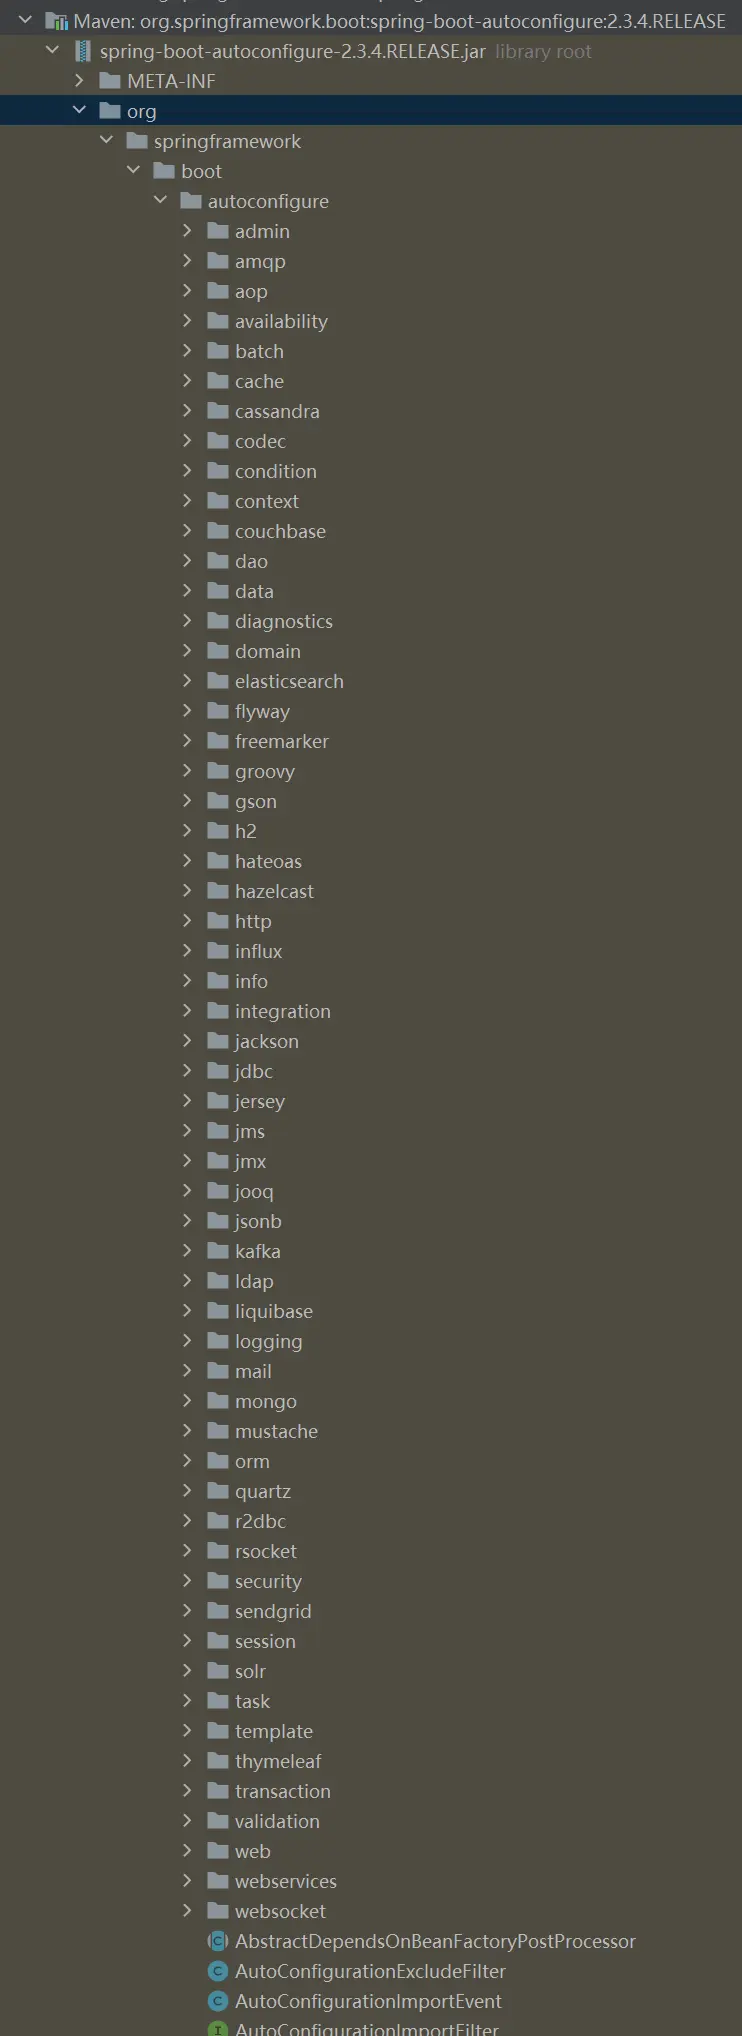 Maven: org.springframework.boot:spring-boot-autoconfigure:2.3.4.RELEASE
spring-boot-autoconfigure-2.3.4.RELEASE.jar library root
META-INF
org
springframework
boot
autoconfigure
admin
amqp
aop
availability
batch
cache
cassandra
codec
condition
context
couchbase
dao
data
diagnostics
domain
elasticsearch
flyway
freemarker
groovy
gson
h2
hateoas
hazelcast
http
influx
info
integration
jackson
jdbc
jersey
jms
jmx
jooq
jsonb
kafka
ldap
liquibase
logging
mail
mongo
mustache
orm
quartz
r2dbc
rsocket
security
sendgrid
session
solr
task
template
thymeleaf
transaction
validation
web
webservices
websocket
AbstractDependsOnBeanFactoryPostProcessor
AutoConfigurationExcludeFilter
AutoConfigurationImportEvent
AutoConfigurationImportFilter